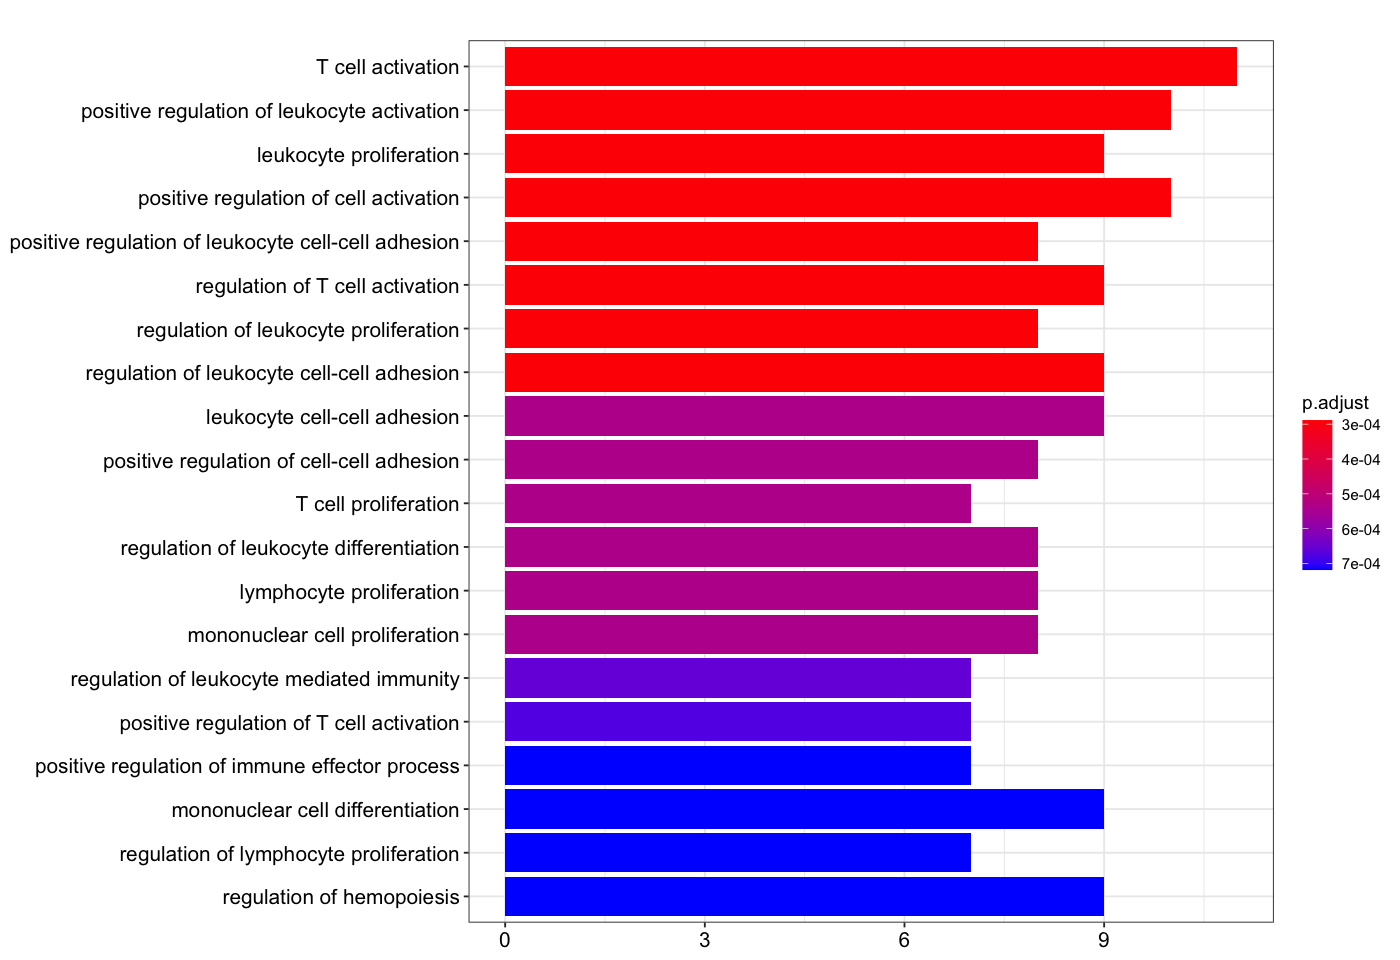 T cell activation
positive regulation of leukocyte activation
leukocyte proliferation
positive regulation of cell activation
positive regulation of leukocyte cell-cell adhesion
regulation of T cell activation
regulation of leukocyte proliferation
regulation of leukocyte cell-cell adhesion
leukocyte cell-cell adhesion
positive regulation of cell-cell adhesion
T cell proliferation
regulation of leukocyte differentiation
lymphocyte proliferation
mononuclear cell proliferation
regulation of leukocyte mediated immunity
positive regulation of T cell activation
positive regulation of immune effector process
mononuclear cell differentiation
regulation of lymphocyte proliferation
regulation of hemopoiesis
0 3 6 9
p.adjust
3e-04
4e-04
5e-04
6e-04
7e-04